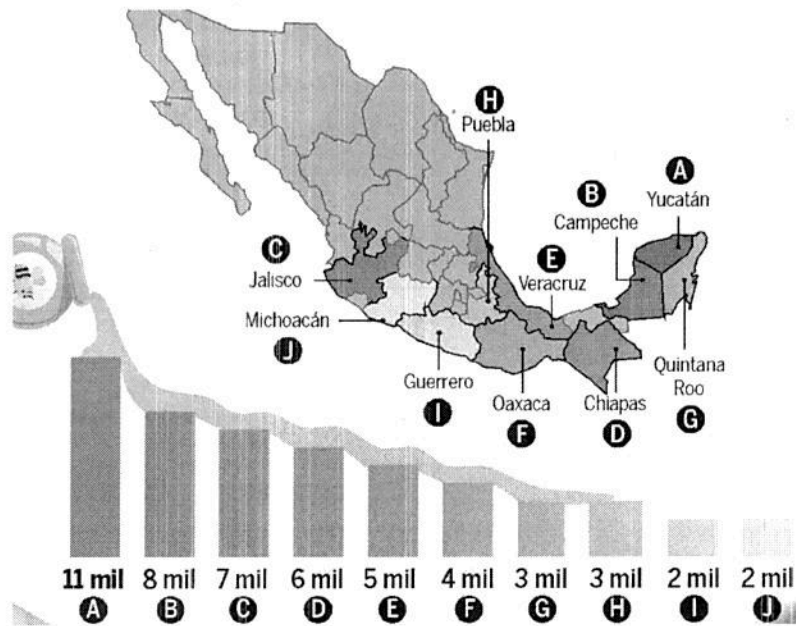 H
Puebla
A
Yucatán
B
Campeche
C
Jalisco
E
Veracruz
Michoacán
J
Guerrero
I
Oaxaca
F
Chiapas
D
Quintana
Roo
G
11 mil 8 mil 7 mil 6 mil 5 mil 4 mil 3 mil 3 mil 2 mil 2 mil
A B C D E F G H I J